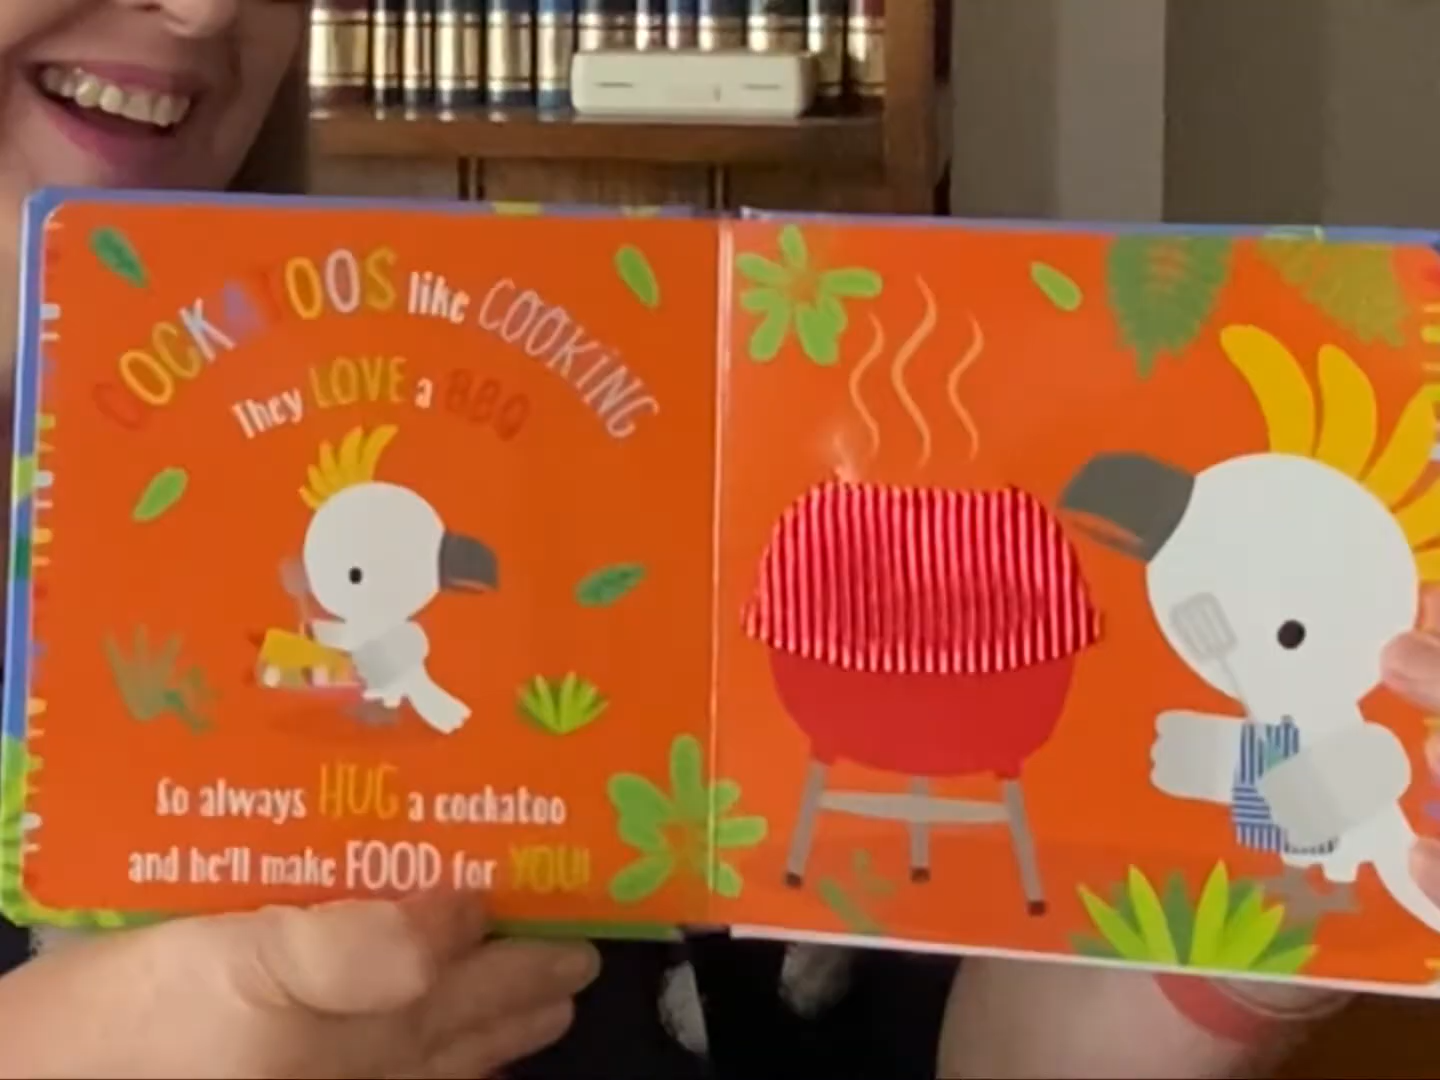 COCKATOOS like COOKING
They LOVE a BBQ
So always HUG a cockatoo
and he'll make FOOD for YOU!